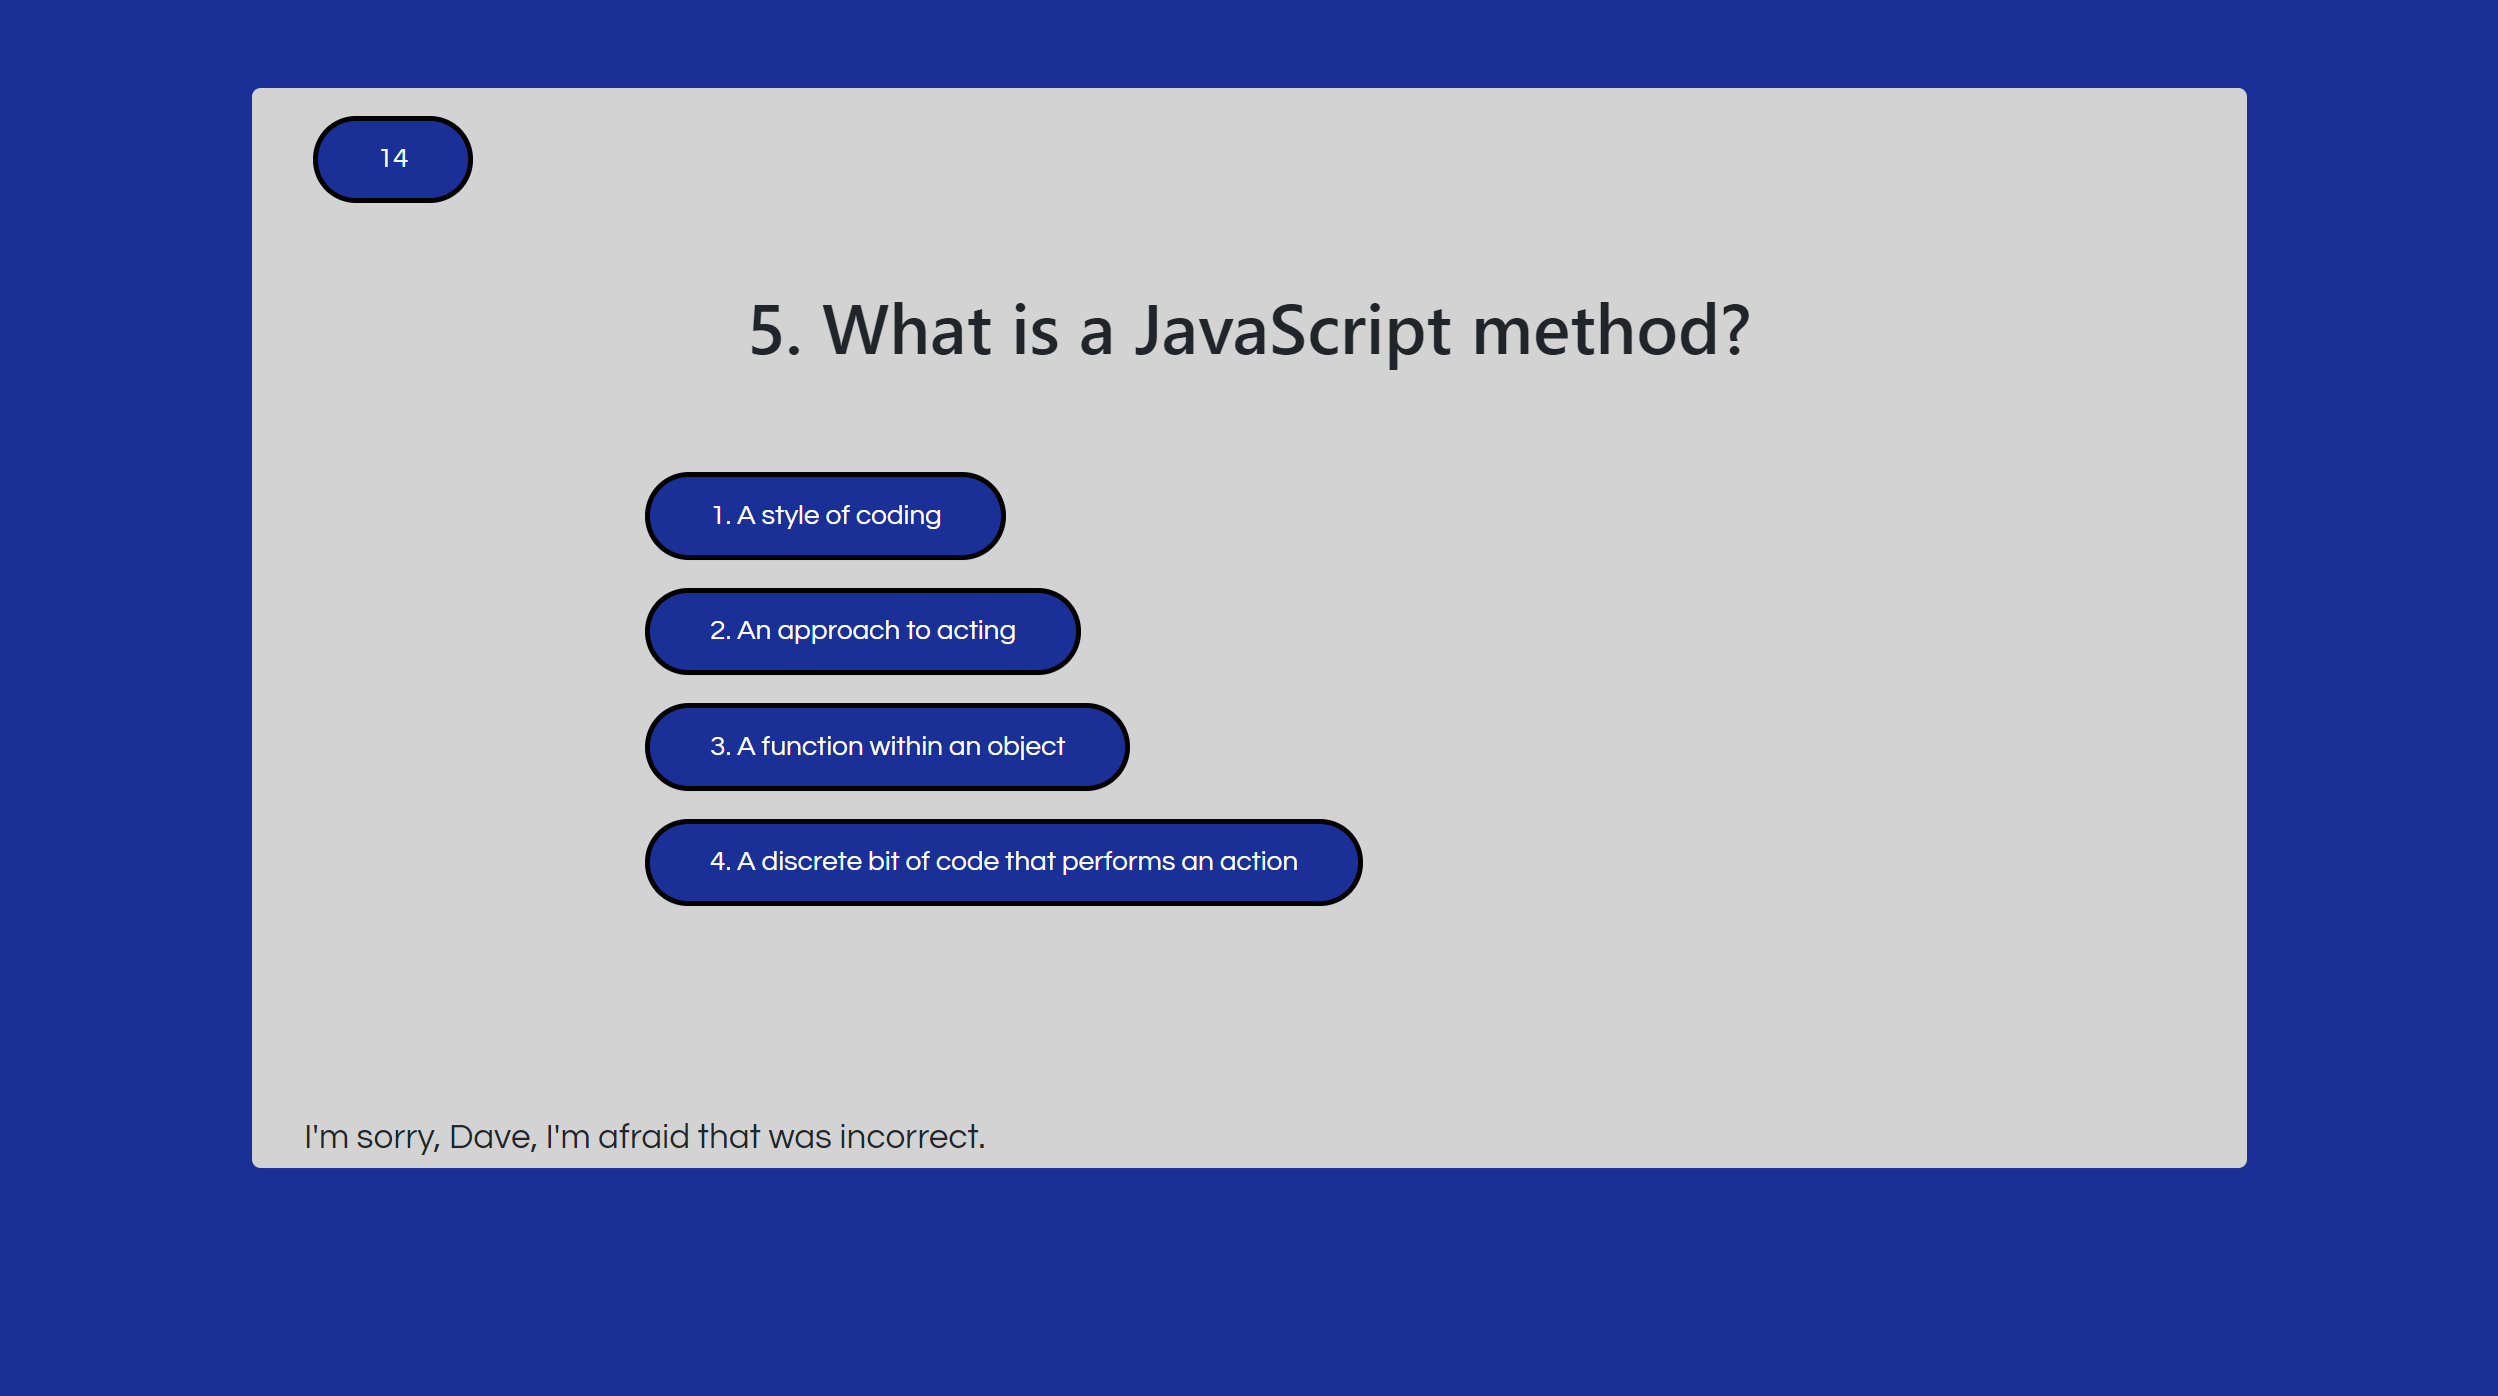 14
5. What is a JavaScript method?
1. A style of coding
2. An approach to acting
3. A function within an object
4. A discrete bit of code that performs an action
I'm sorry, Dave, I'm afraid that was incorrect.